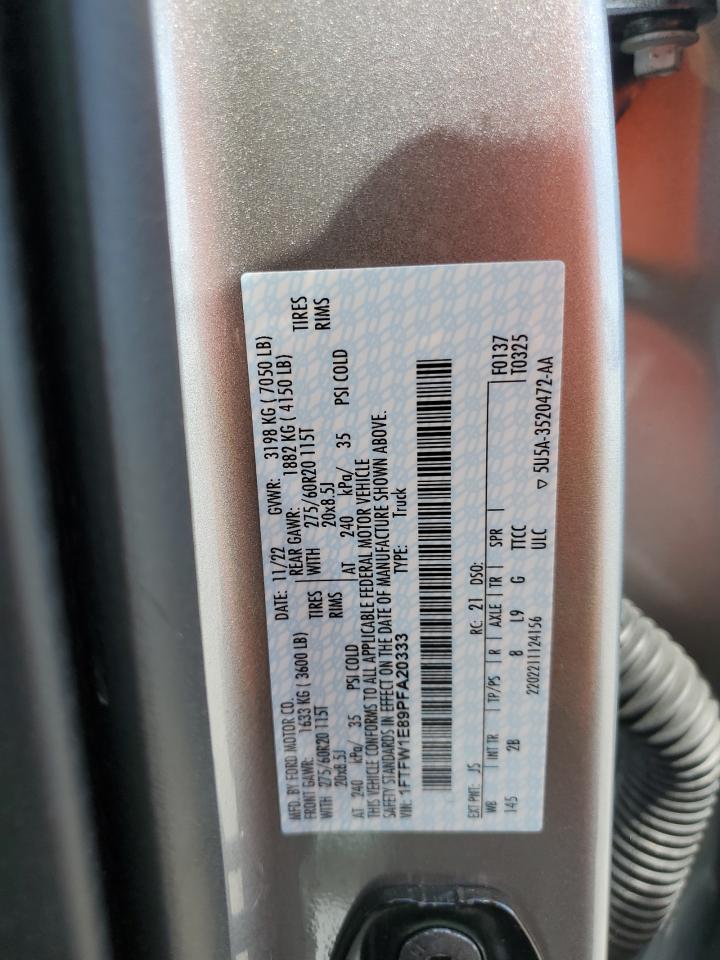 MFD. BY FORD MOTOR CO. DATE: 11/22 GVWR: 3198 KG ( 7050 LB)
FRONT GAWR: 1633 KG ( 3600 LB) REAR GAWR: 1882 KG ( 4150 LB)
WITH 275/60R20 115T TIRES WITH 275/60R20 115T TIRES
20x8.5J RIMS 20x8.5J RIMS
AT 240 kPa/ 35 PSI COLD AT 240 kPa/ 35 PSI COLD
THIS VEHICLE CONFORMS TO ALL APPLICABLE FEDERAL MOTOR VEHICLE
SAFETY STANDARDS IN EFFECT ON THE DATE OF MANUFACTURE SHOWN ABOVE.
VIN: 1FTFW1E89PFA20333 TYPE: Truck
EXT PNT: JS RC: 21 DSO: F0137
WB INT TR TP/PS R AXLE TR SPR T0325
145 2B 8 L9 G TTCC
2202211124156 ULC 5U5A-3520472-AA